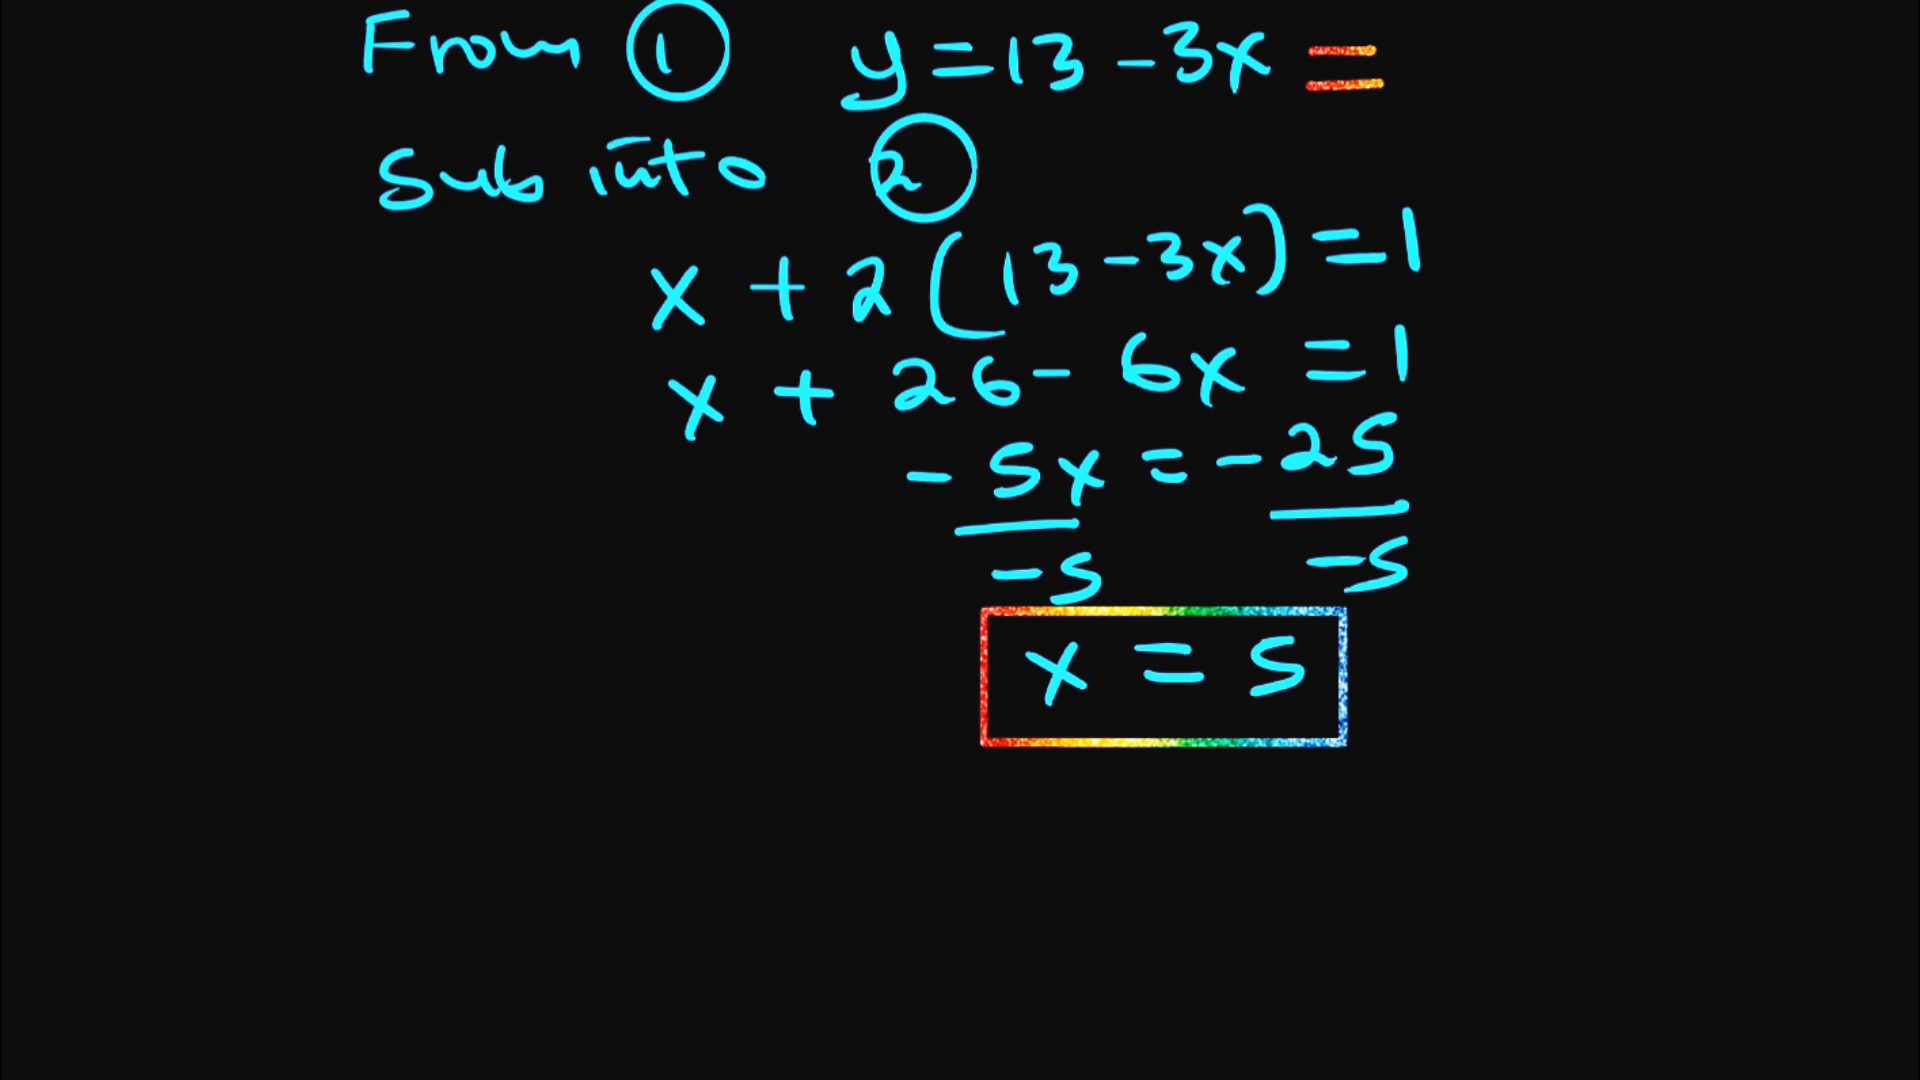 From ① y = 13 - 3x =
Sub into ②
x + 2(13 - 3x) = 1
x + 26 - 6x = 1
- 5x = - 25
-5 -5
x = 5